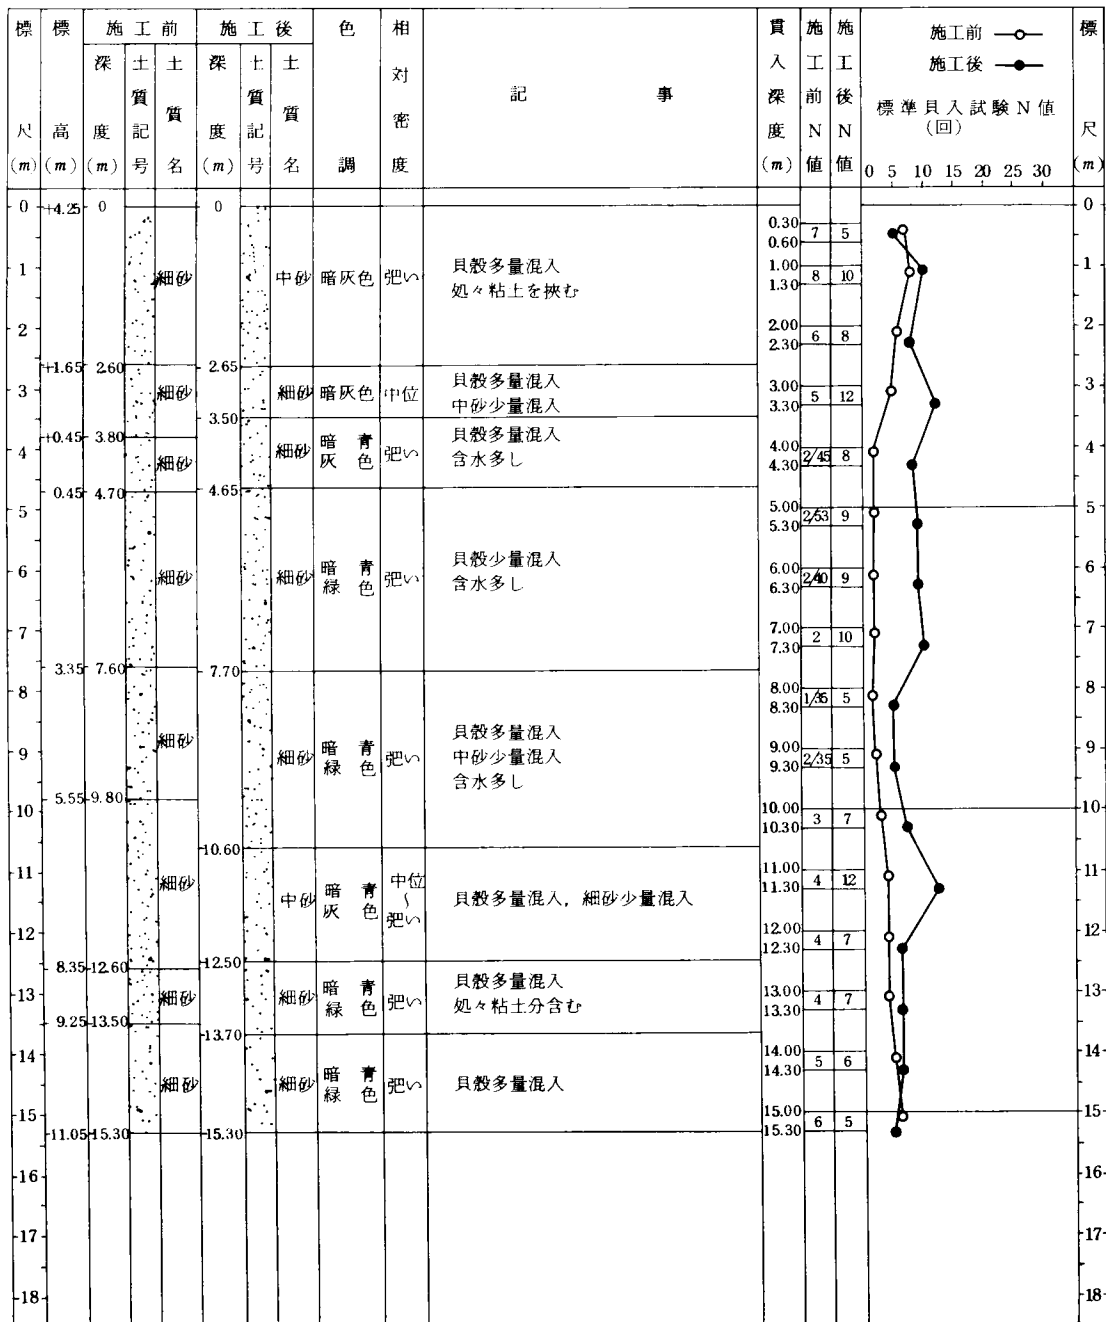 標尺(m)
標高(m)
施工前
深度(m)
土質記号
土質名
施工後
深度(m)
土質記号
土質名
色調
相対密度
記事
貫入深度(m)
施工前N値
施工後N値
施工前
施工後
標準貝入試験N値
(回)
0 5 10 15 20 25 30
標尺(m)
0 +4.25 0 0 0
0.30 7 5
0.60
1 細砂 中砂 暗灰色 弛い 貝殻多量混入 1.00 8 10 1
処々粘土を挾む 1.30
2 2.00 6 8 2
2.30
+1.65 2.60 2.65
3 細砂 細砂 暗灰色 中位 貝殻多量混入 3.00 5 12 3
中砂少量混入 3.30
3.50
+0.45 3.80 細砂 暗青灰色 弛い 貝殻多量混入
4 細砂 含水多し 4.00 2/45 8 4
4.30
0.45 4.70 4.65
5 5.00 2/53 9 5
5.30
6 細砂 細砂 暗青緑色 弛い 貝殻少量混入 6.00 2/40 9 6
含水多し 6.30
7 7.00 2 10 7
7.30
3.35 7.60 7.70
8 8.00 1/35 5 8
8.30
9 細砂 細砂 暗青緑色 弛い 貝殻多量混入 9.00 2/35 5 9
中砂少量混入 9.30
含水多し
5.55 9.80
10 10.00 3 7 10
10.30
10.60
11 細砂 中砂 暗青灰色 中位~弛い 貝殻多量混入,細砂少量混入 11.00 4 12 11
11.30
12 12.00 4 7 12
12.30
8.35 12.60 12.50
13 細砂 細砂 暗青緑色 弛い 貝殻多量混入 13.00 4 7 13
処々粘土分含む 13.30
9.25 13.50 13.70
14 14.00 5 6 14
14.30
細砂 細砂 暗青緑色 弛い 貝殻多量混入
15 15.00 6 5 15
11.05 15.30 15.30 15.30
16 16
17 17
18 18